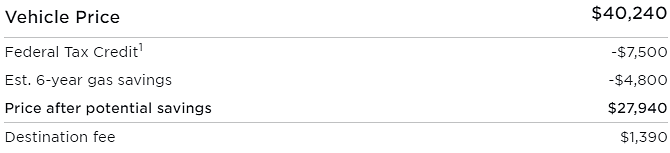 Vehicle Price $40,240
Federal Tax Credit¹ -$7,500
Est. 6-year gas savings -$4,800
Price after potential savings $27,940
Destination fee $1,390